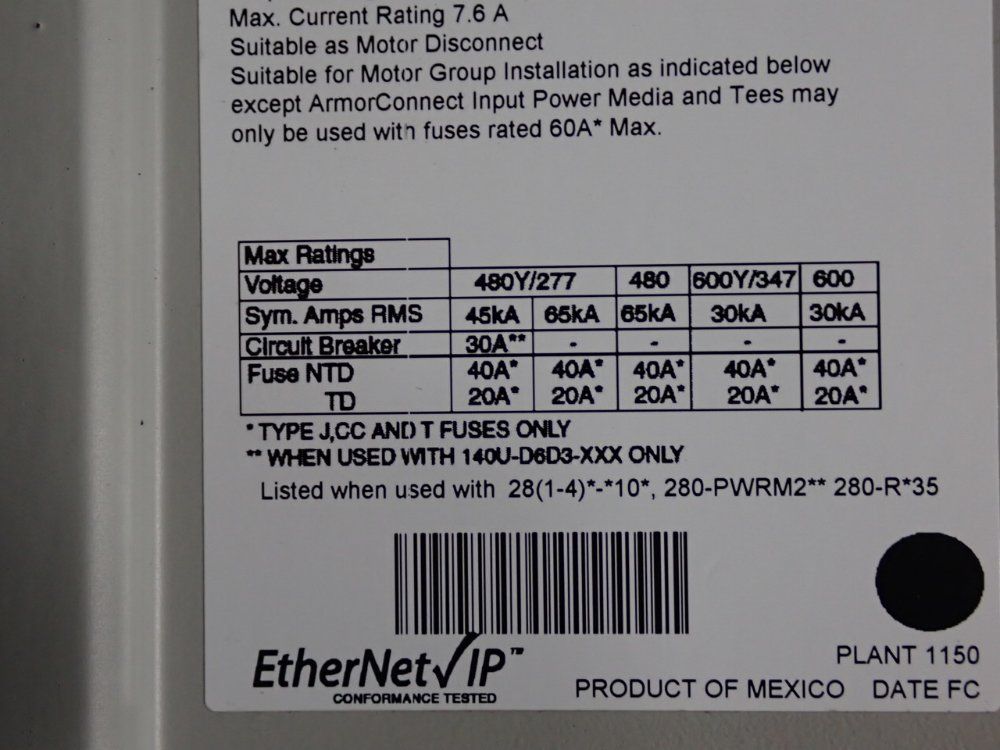 Max. Current Rating 7.6 A
Suitable as Motor Disconnect
Suitable for Motor Group Installation as indicated below
except ArmorConnect Input Power Media and Tees may
only be used with fuses rated 60A* Max.
Max Ratings
Voltage 480Y/277 480 600Y/347 600
Sym. Amps RMS 45kA 65kA 65kA 30kA 30kA
Circuit Breaker 30A** - - - -
Fuse NTD 40A* 40A* 40A* 40A* 40A*
TD 20A* 20A* 20A* 20A* 20A*
* TYPE J,CC AND T FUSES ONLY
** WHEN USED WITH 140U-D6D3-XXX ONLY
Listed when used with 28(1-4)*-*10*, 280-PWRM2** 280-R*35
EtherNet/IP™
CONFORMANCE TESTED
PLANT 1150
PRODUCT OF MEXICO DATE FC